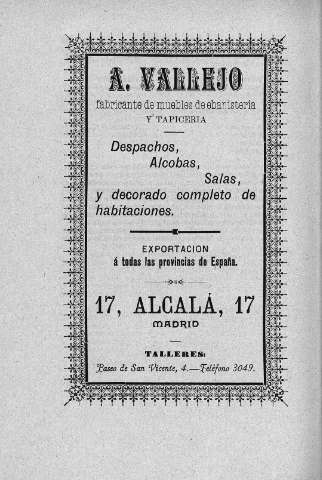 A. VALLEJO
fabricante de muebles de ebanisteria
Y TAPICERIA
Despachos,
Alcobas,
Salas,
y decorado completo de
habitaciones.
EXPORTACION
á todas las provincias de España.
17, ALCALÁ, 17
MADRID
TALLERES:
Paseo de San Vicente, 4.—Teléfono 3049.